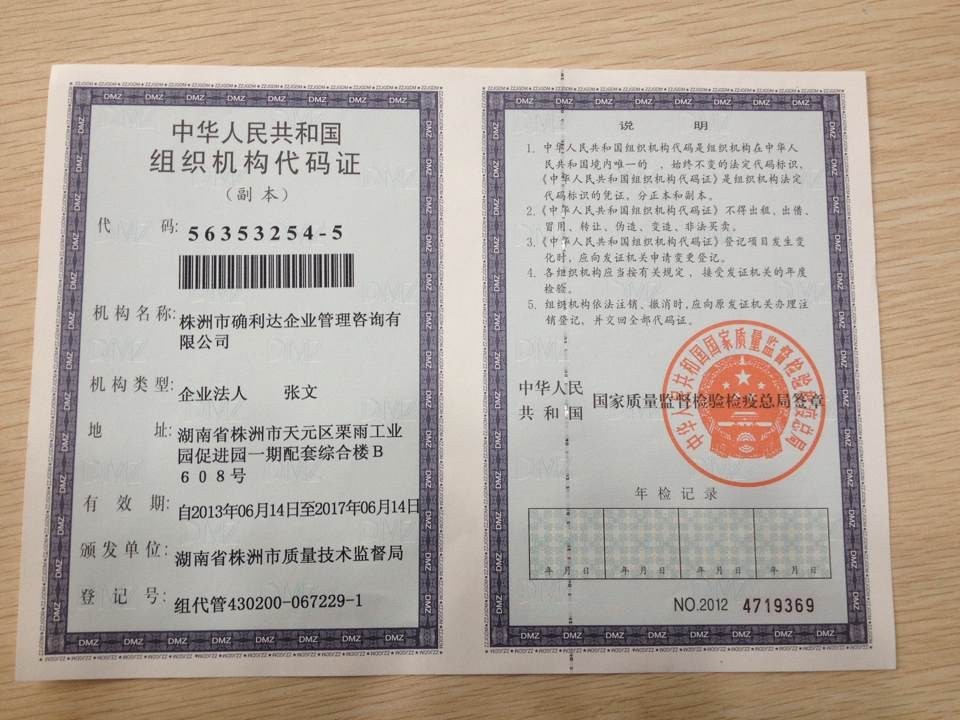 中华人民共和国
组织机构代码证
（副本）
代 码: 56353254-5
机构名称: 株洲市确利达企业管理咨询有
限公司
机构类型: 企业法人 张文
地 址: 湖南省株洲市天元区栗雨工业
园促进园一期配套综合楼B
608号
有 效 期: 自2013年06月14日至2017年06月14日
颁发单位: 湖南省株洲市质量技术监督局
登 记 号: 组代管430200-067229-1
说 明
1. 中华人民共和国组织机构代码是组织机构在中华人
民共和国境内唯一的 、始终不变的法定代码标识，
《中华人民共和国组织机构代码证》是组织机构法定
代码标识的凭证，分正本和副本。
2.《中华人民共和国组织机构代码证》不得出租、出借、
冒用、转让、伪造、变造、非法买卖。
3.《中华人民共和国组织机构代码证》登记项目发生变
化时，应向发证机关申请变更登记。
4. 各组织机构应当按有关规定 ，接受发证机关的年度
检验。
5. 组织机构依法注销、撤消时,应向原发证机关办理注
销登记，并交回全部代码证。
中华人民
共 和 国 国家质量监督检验检疫总局签章
中华人民共和国国家质量监督检验检疫总局
年检记录
年 月 日 年 月 日 年 月 日 年 月 日
NO.2012 4719369